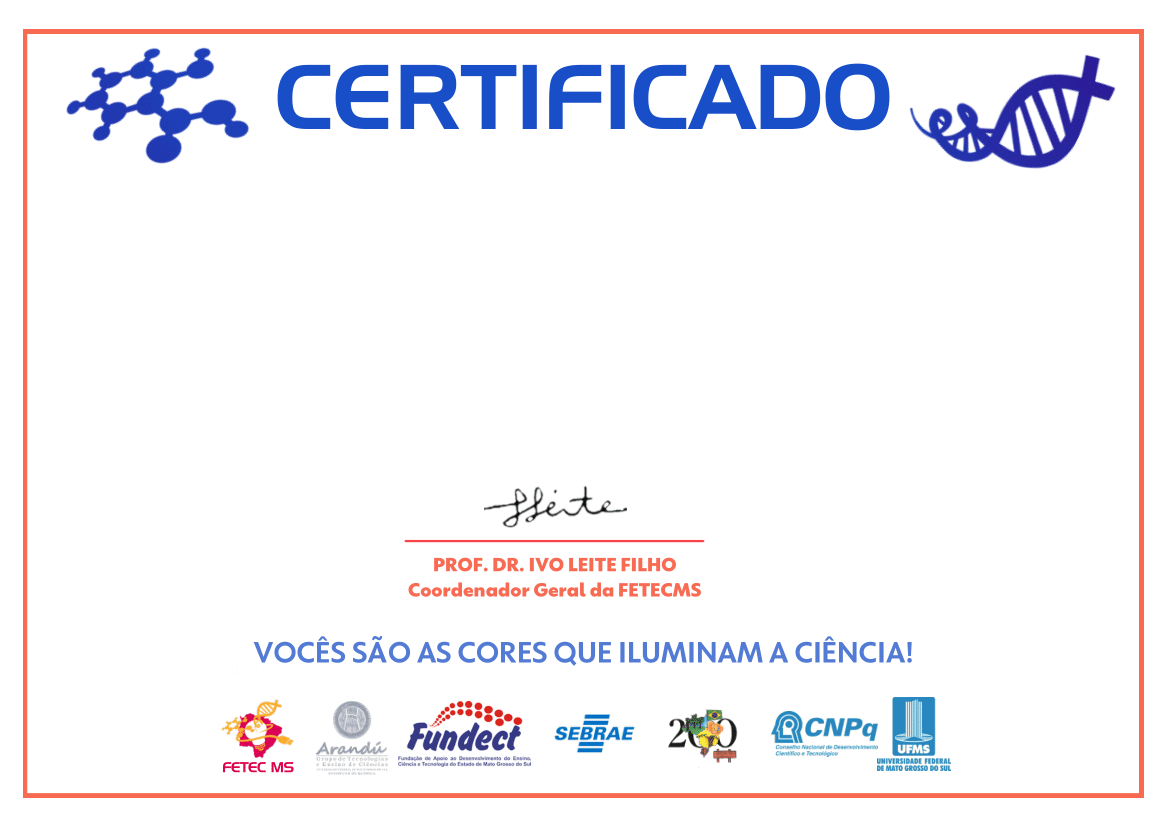 CERTIFICADO
PROF. DR. IVO LEITE FILHO
Coordenador Geral da FETECMS
VOCÊS SÃO AS CORES QUE ILUMINAM A CIÊNCIA!
FETEC MS
Arandú
Grupo de Tecnologias
e Ensino de Ciências
Fundect
Fundação de Apoio ao Desenvolvimento do Ensino,
Ciência e Tecnologia do Estado de Mato Grosso do Sul
SEBRAE
200
CNPq
Conselho Nacional de Desenvolvimento
Científico e Tecnológico
UFMS
UNIVERSIDADE FEDERAL
DE MATO GROSSO DO SUL